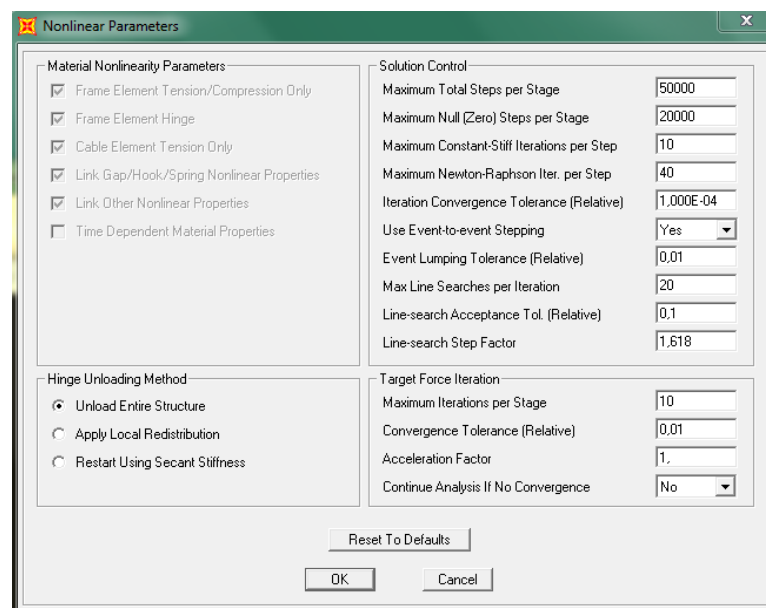 Nonlinear Parameters
Material Nonlinearity Parameters
Frame Element Tension/Compression Only
Frame Element Hinge
Cable Element Tension Only
Link Gap/Hook/Spring Nonlinear Properties
Link Other Nonlinear Properties
Time Dependent Material Properties
Solution Control
Maximum Total Steps per Stage 50000
Maximum Null (Zero) Steps per Stage 20000
Maximum Constant-Stiff Iterations per Step 10
Maximum Newton-Raphson Iter. per Step 40
Iteration Convergence Tolerance (Relative) 1,000E-04
Use Event-to-event Stepping Yes
Event Lumping Tolerance (Relative) 0,01
Max Line Searches per Iteration 20
Line-search Acceptance Tol. (Relative) 0,1
Line-search Step Factor 1,618
Hinge Unloading Method
Unload Entire Structure
Apply Local Redistribution
Restart Using Secant Stiffness
Target Force Iteration
Maximum Iterations per Stage 10
Convergence Tolerance (Relative) 0,01
Acceleration Factor 1,
Continue Analysis If No Convergence No
Reset To Defaults
OK Cancel